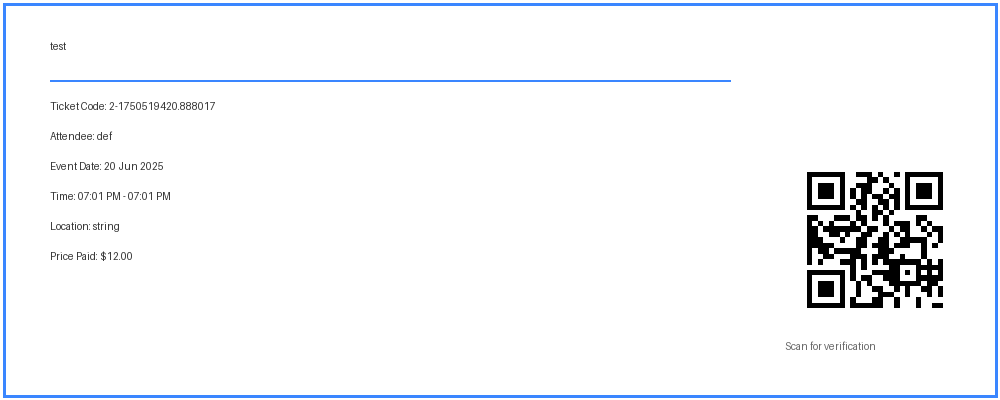 test
Ticket Code: 2-1750519420.888017
Attendee: def
Event Date: 20 Jun 2025
Time: 07:01 PM - 07:01 PM
Location: string
Price Paid: $12.00
Scan for verification